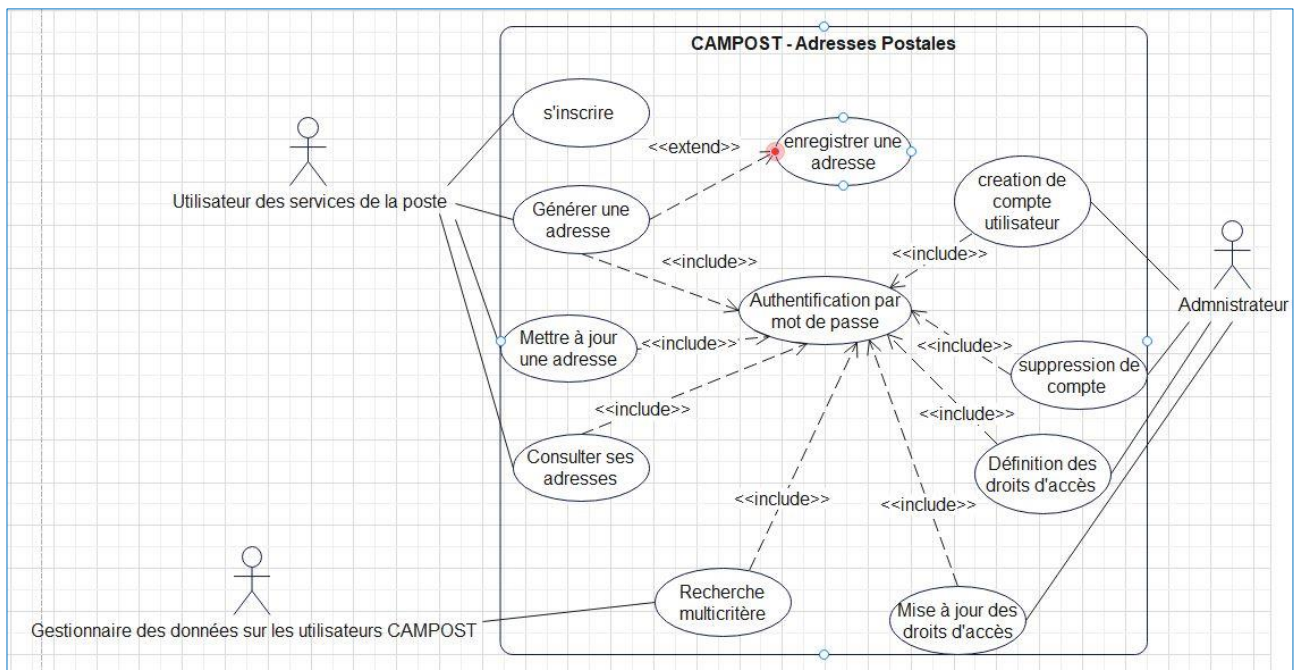 CAMPOST - Adresses Postales
s'inscrire
<<extend>>
enregistrer une
adresse
Utilisateur des services de la poste
Générer une
adresse
creation de
compte
utilisateur
<<include>>
<<include>>
Authentification par
mot de passe
Admnistrateur
Mettre à jour
une adresse
<<include>>
<<include>>
suppression de
compte
<<include>>
<<include>>
Consulter ses
adresses
Définition des
droits d'accès
<<include>>
<<include>>
Recherche
multicritère
Mise à jour des
droits d'accès
Gestionnaire des données sur les utilisateurs CAMPOST